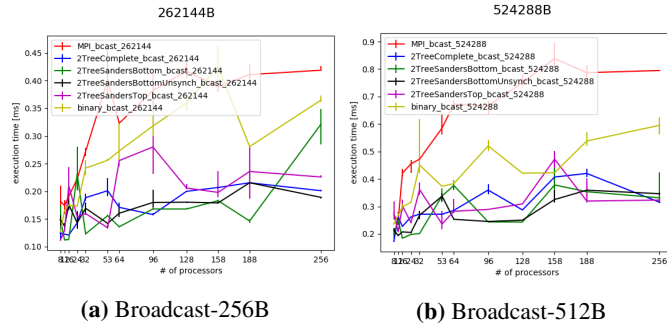 262144B
execution time [ms]
0.45
0.40
0.35
0.30
0.25
0.20
0.15
0.10
MPI_bcast_262144
2TreeComplete_bcast_262144
2TreeSandersBottom_bcast_262144
2TreeSandersBottomUnsynch_bcast_262144
2TreeSandersTop_bcast_262144
binary_bcast_262144
53 64 96 128 158 188 256
# of processors
(a) Broadcast-256B
524288B
execution time [ms]
0.9
0.8
0.7
0.6
0.5
0.4
0.3
0.2
MPI_bcast_524288
2TreeComplete_bcast_524288
2TreeSandersBottom_bcast_524288
2TreeSandersBottomUnsynch_bcast_524288
2TreeSandersTop_bcast_524288
binary_bcast_524288
53 64 96 128 158 188 256
# of processors
(b) Broadcast-512B